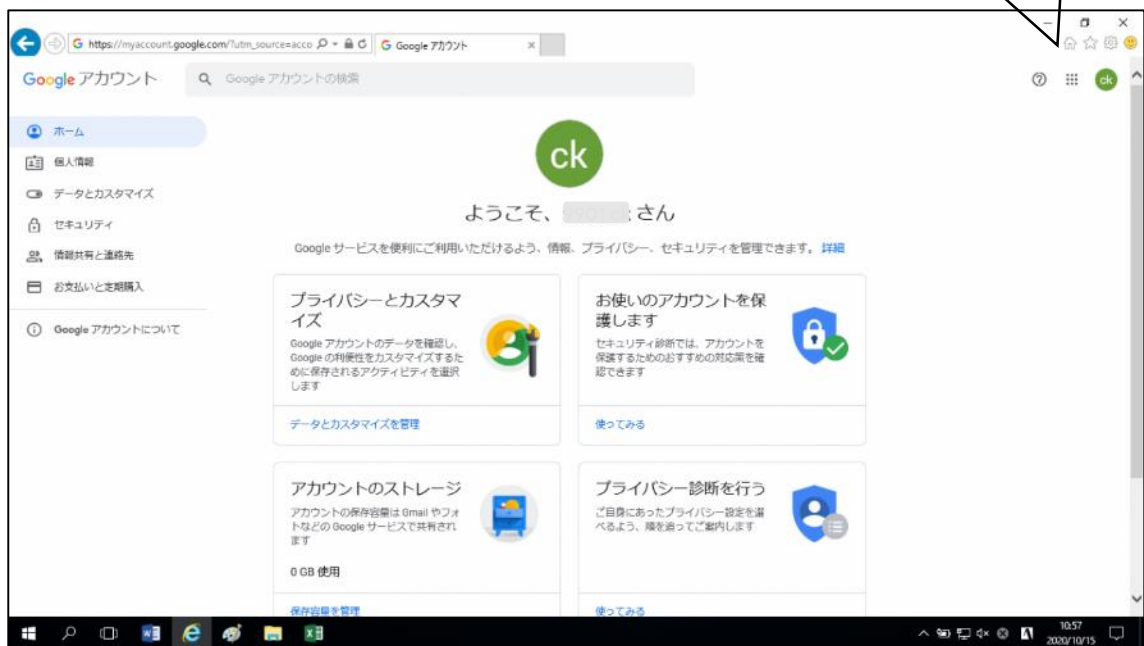 https://myaccount.google.com/?utm_source=acco
Google アカウント
Google アカウント
Google アカウントの検索
ck
ホーム
個人情報
データとカスタマイズ
セキュリティ
情報共有と連絡先
お支払いと定期購入
Google アカウントについて
ck
ようこそ、 さん
Google サービスを便利にご利用いただけるよう、情報、プライバシー、セキュリティを管理できます。詳細
プライバシーとカスタマ
イズ
Google アカウントのデータを確認し、
Google の利便性をカスタマイズするた
めに保存されるアクティビティを選択
します
データとカスタマイズを管理
お使いのアカウントを保
護します
セキュリティ診断では、アカウントを
保護するためのおすすめの対応策を確
認できます
使ってみる
アカウントのストレージ
アカウントの保存容量は Gmail やフォ
トなどの Google サービスで共有され
ます
0 GB 使用
保存容量を管理
プライバシー診断を行う
ご自身にあったプライバシー設定を選
べるよう、順を追ってご案内します
使ってみる
10:57
2020/10/15